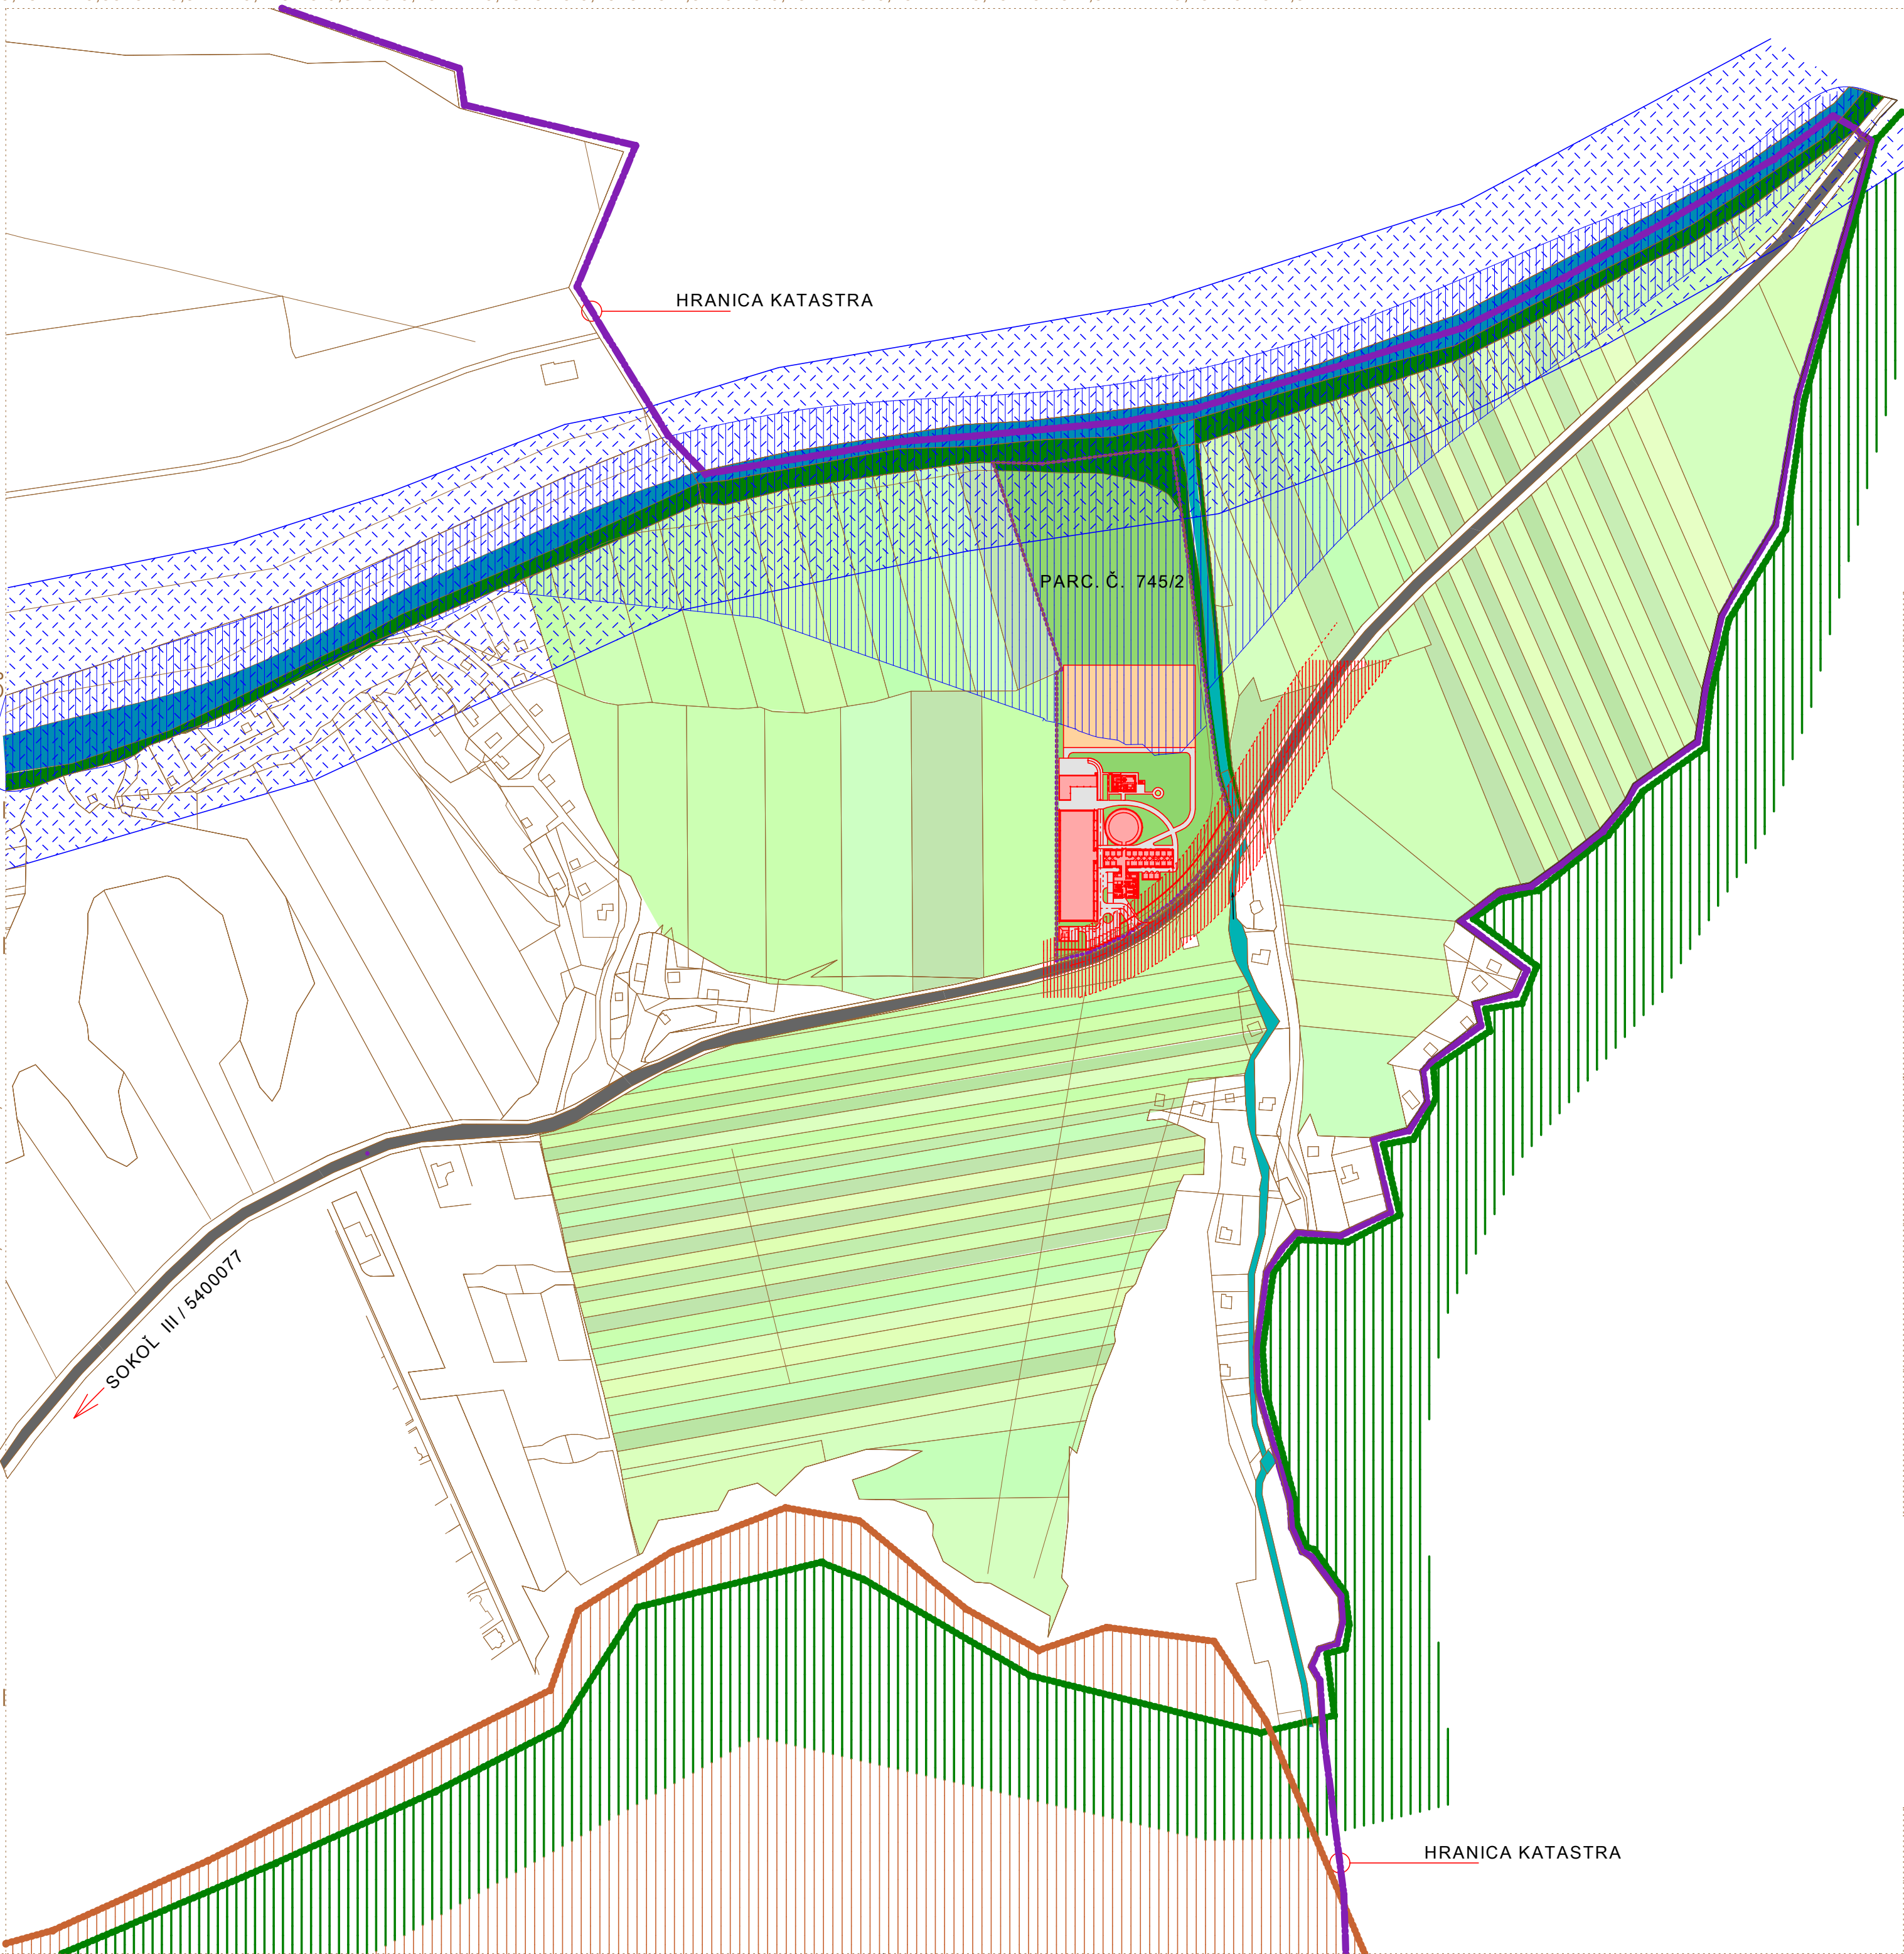 HRANICA KATASTRA
PARC. Č. 745/2
SOKOĽ III / 5400077
HRANICA KATASTRA